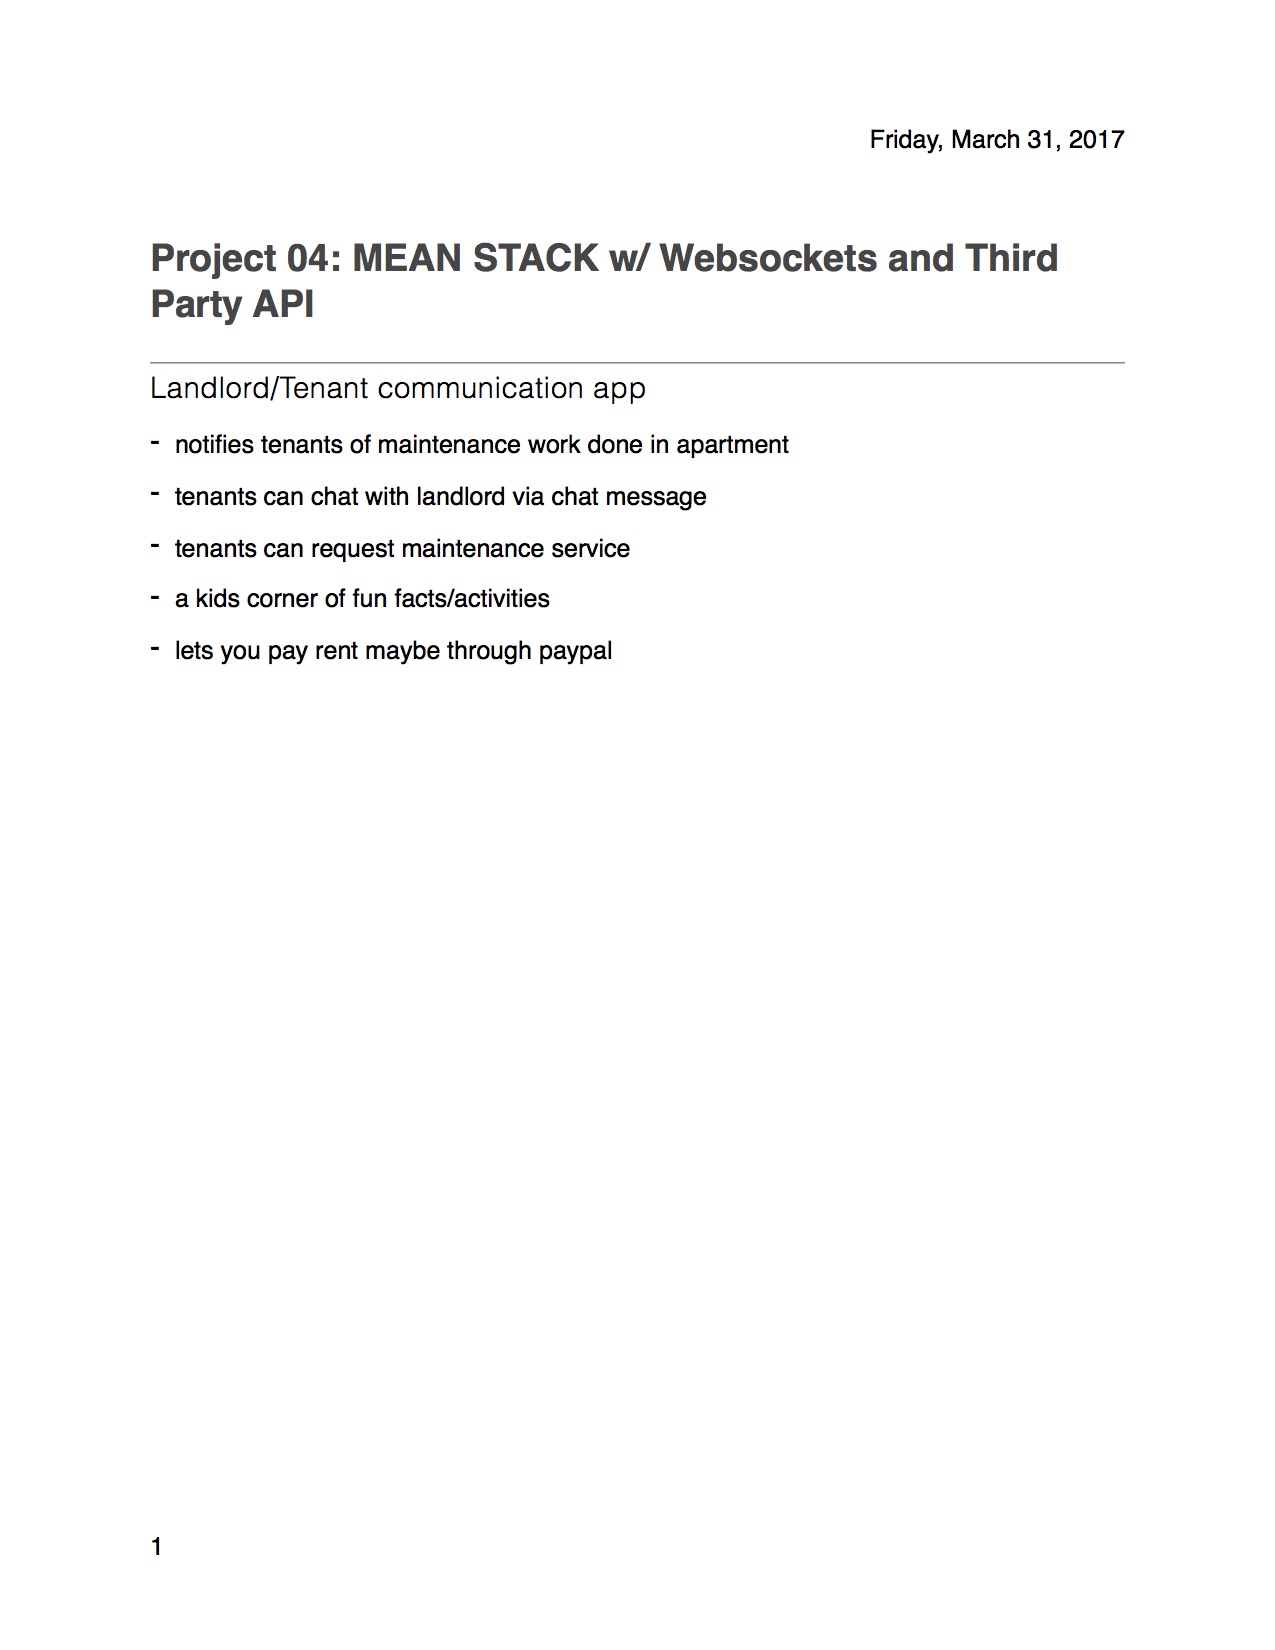 Friday, March 31, 2017
Project 04: MEAN STACK w/ Websockets and Third
Party API
Landlord/Tenant communication app
- notifies tenants of maintenance work done in apartment
- tenants can chat with landlord via chat message
- tenants can request maintenance service
- a kids corner of fun facts/activities
- lets you pay rent maybe through paypal
1